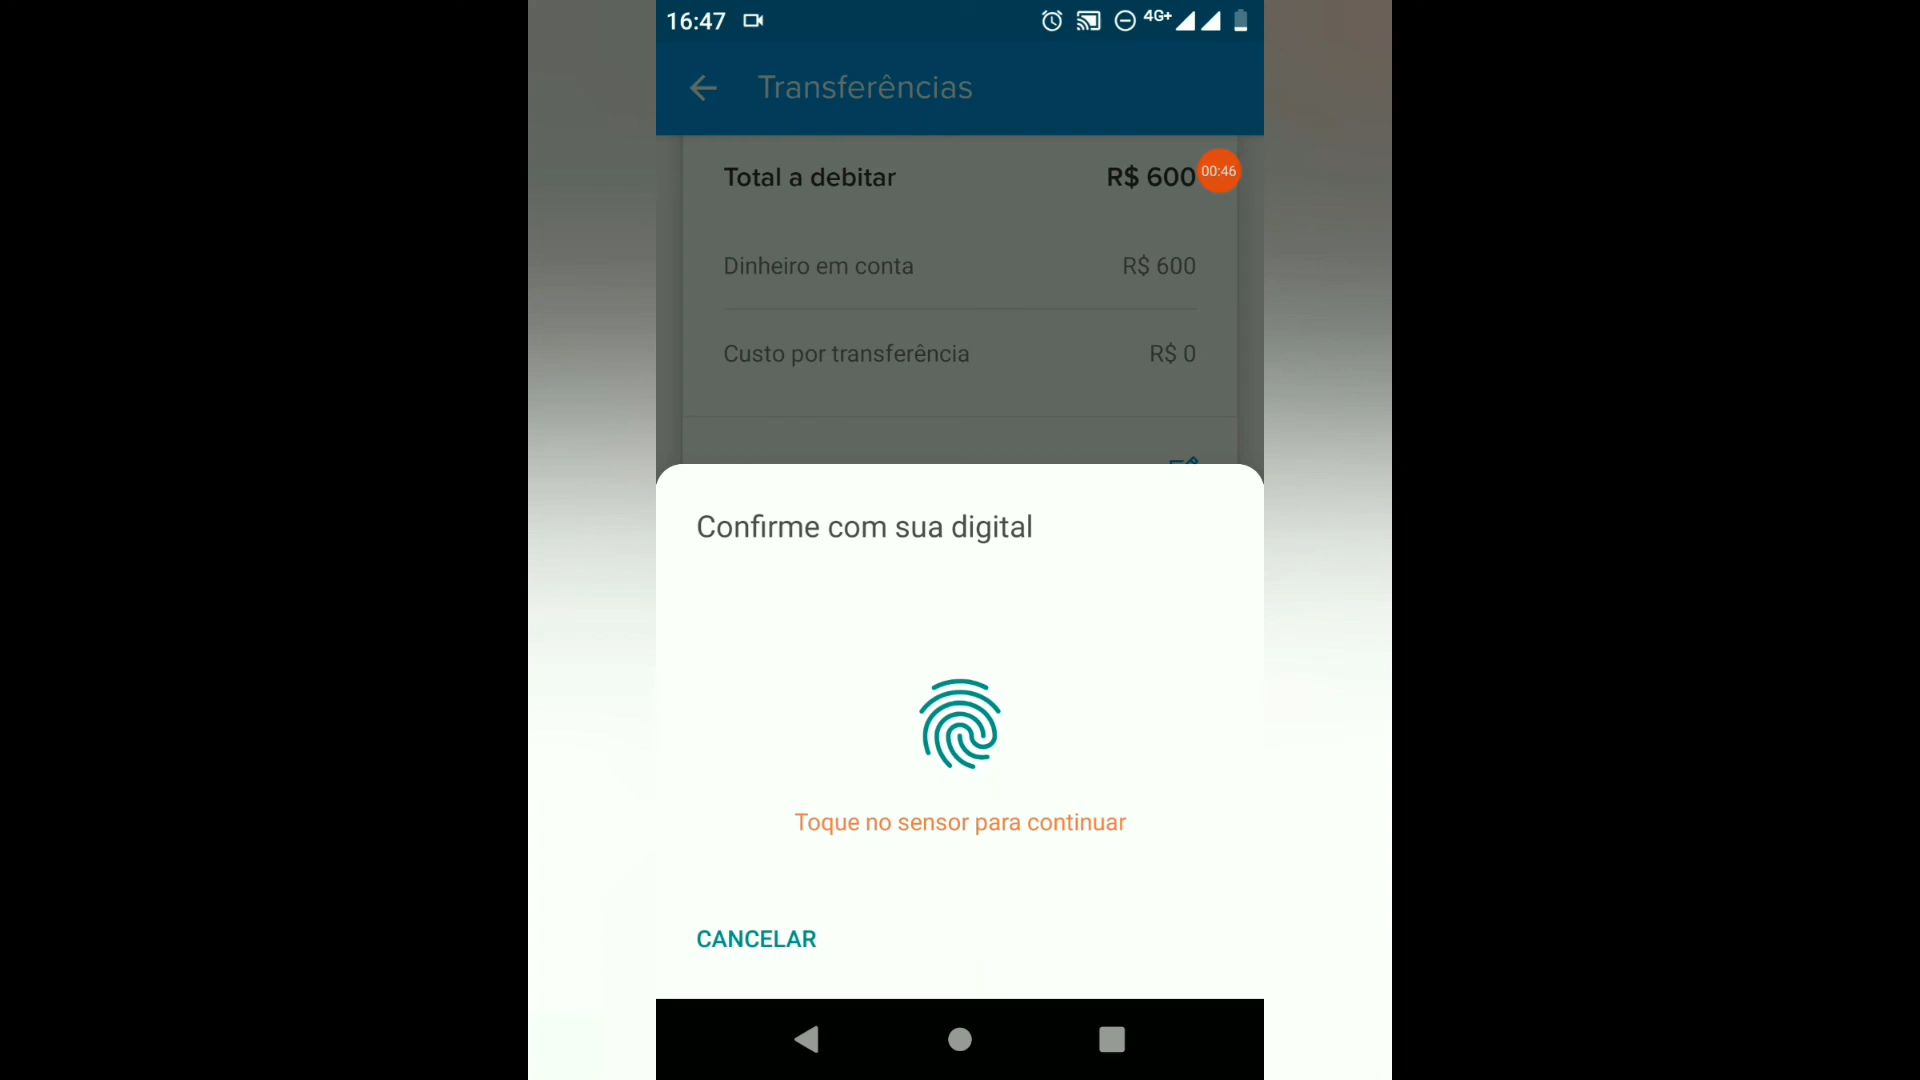 16:47
4G+
Transferências
Total a debitar R$ 600
00:46
Dinheiro em conta R$ 600
Custo por transferência R$ 0
Confirme com sua digital
Toque no sensor para continuar
CANCELAR